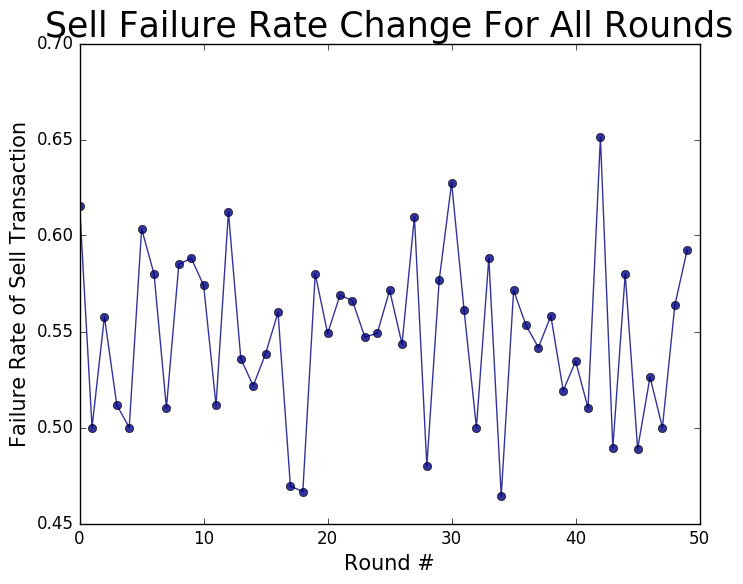 Sell Failure Rate Change For All Rounds
0.70
0.65
0.60
0.55
0.50
0.45
Failure Rate of Sell Transaction
0 10 20 30 40 50
Round #